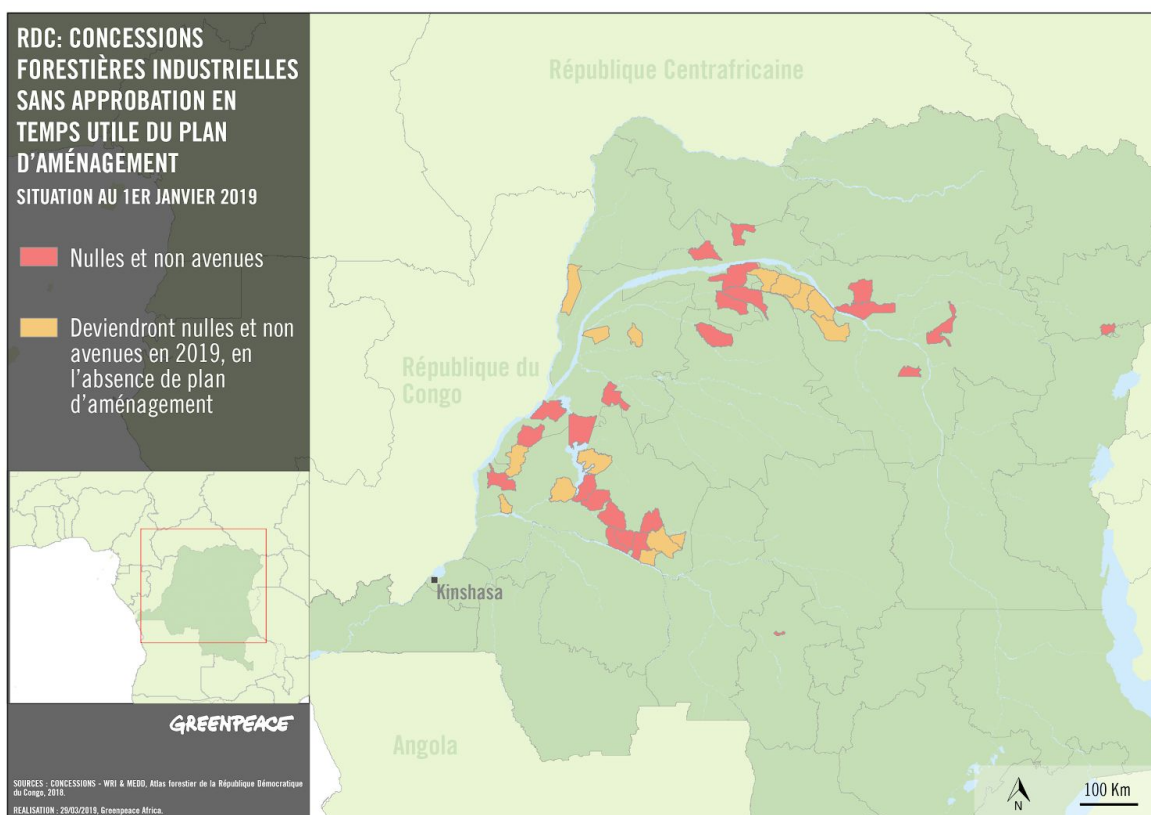 RDC: CONCESSIONS
FORESTIÈRES INDUSTRIELLES
SANS APPROBATION EN
TEMPS UTILE DU PLAN
D'AMÉNAGEMENT
SITUATION AU 1ER JANVIER 2019
Nulles et non avenues
Deviendront nulles et non
avenues en 2019, en
l'absence de plan
d'aménagement
République Centrafricaine
République du
Congo
Kinshasa
Angola
GREENPEACE
SOURCES : CONCESSIONS - WRI & MEDD, Atlas forestier de la République Démocratique
du Congo, 2018.
REALISATION : 29/03/2019, Greenpeace Africa.
N
100 Km